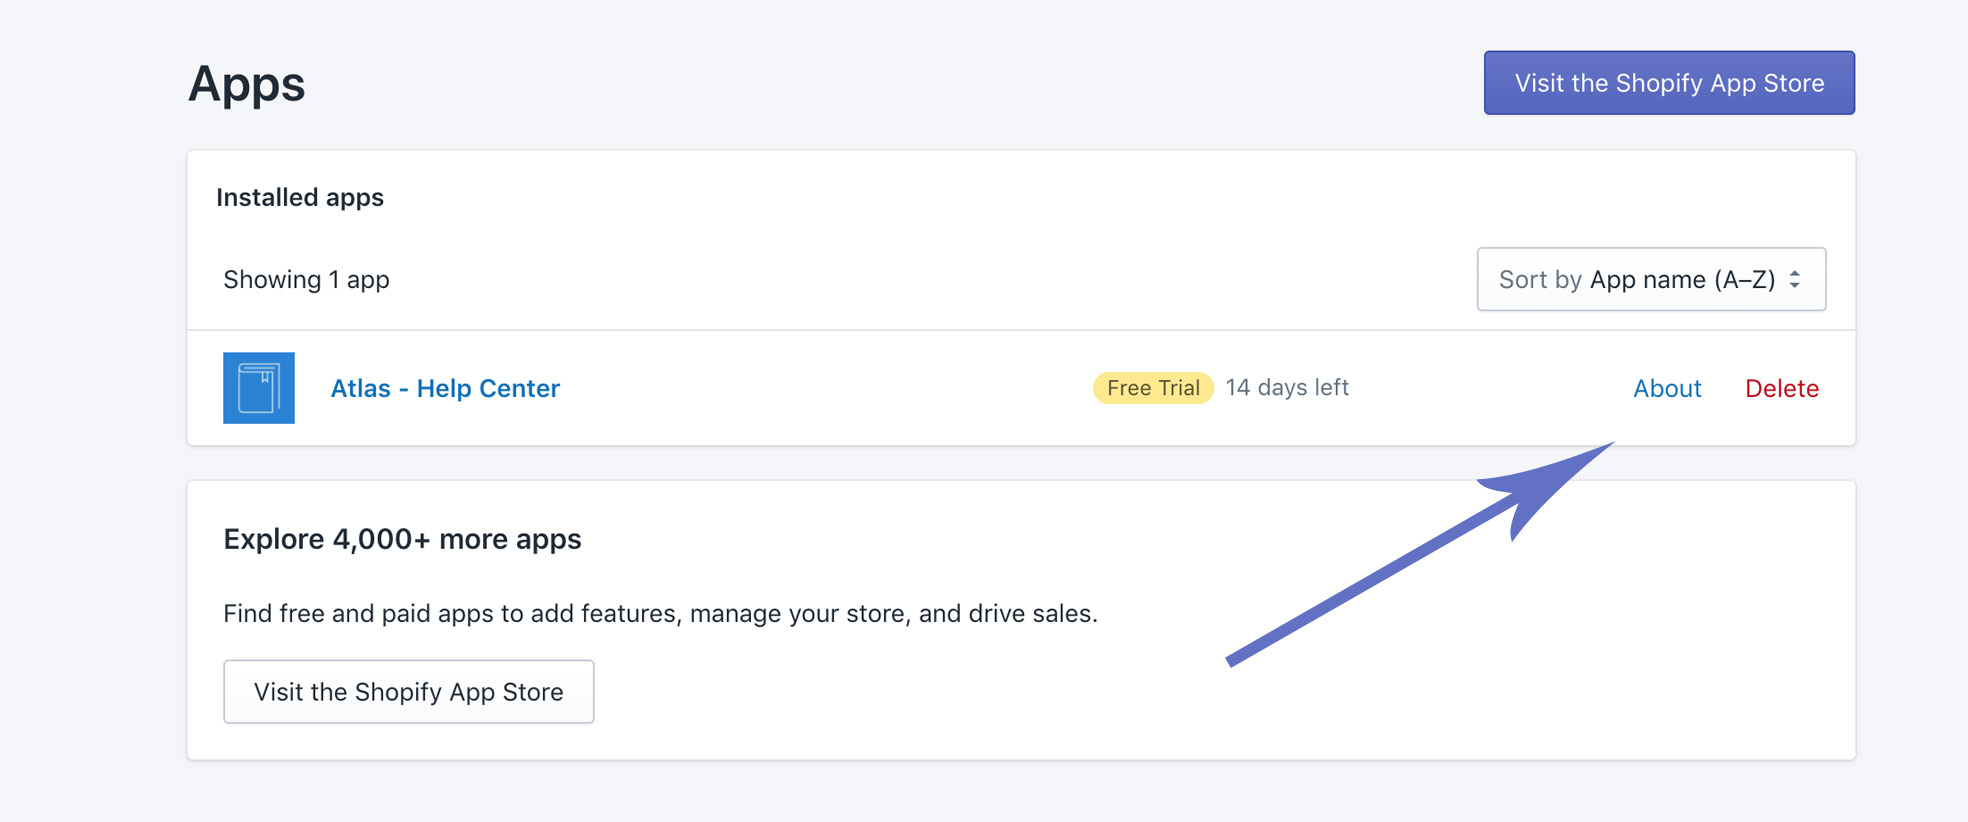 Apps
Visit the Shopify App Store
Installed apps
Showing 1 app
Sort by App name (A–Z)
Atlas - Help Center
Free Trial 14 days left
About
Delete
Explore 4,000+ more apps
Find free and paid apps to add features, manage your store, and drive sales.
Visit the Shopify App Store